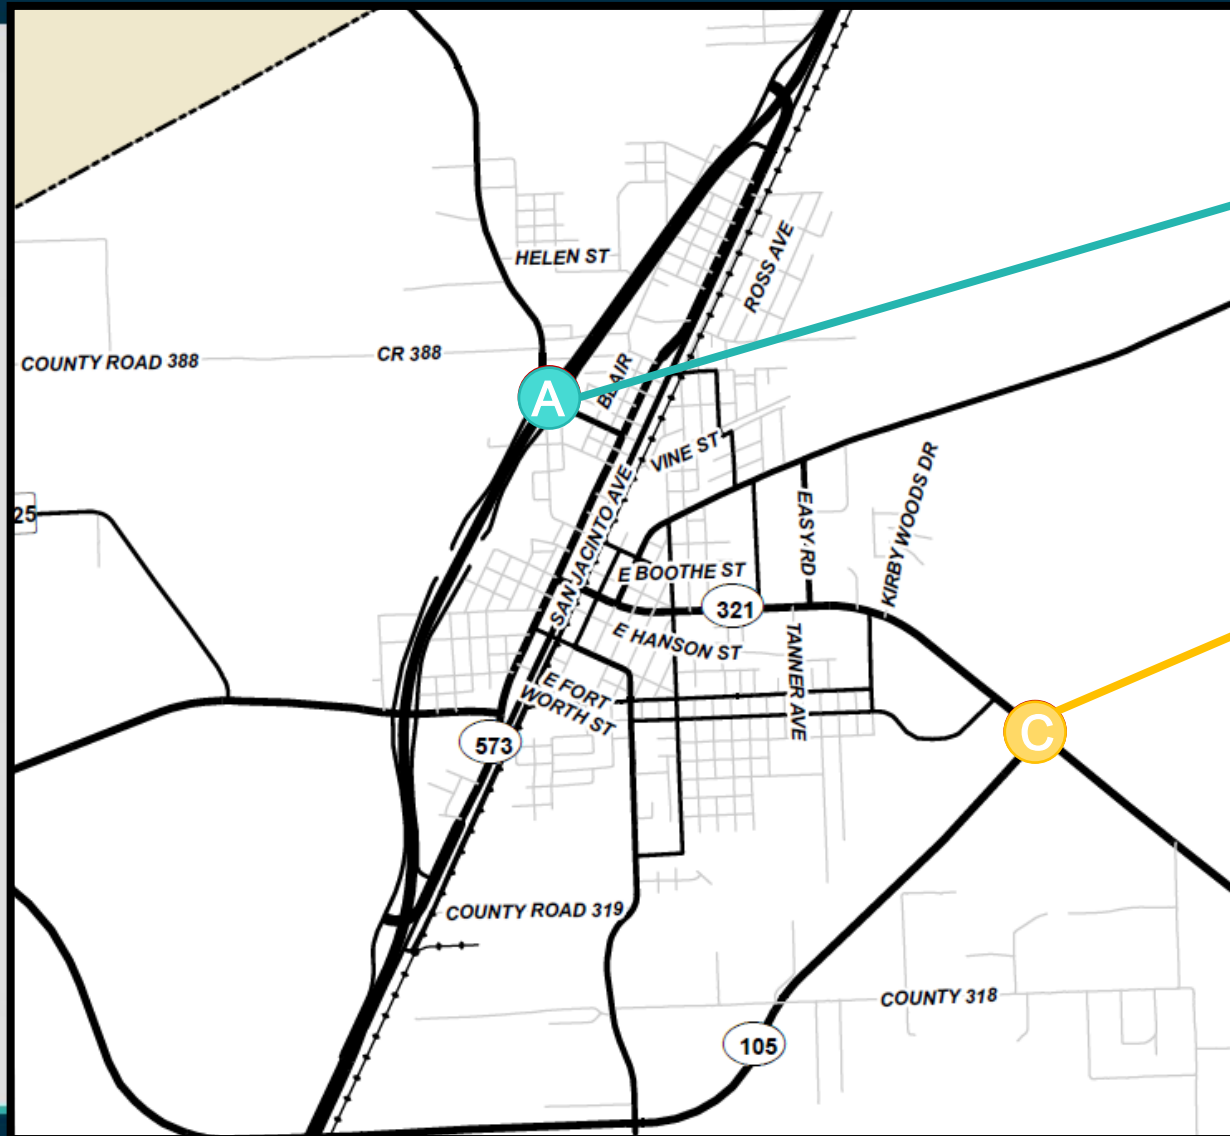 HELEN ST
ROSS AVE
COUNTY ROAD 388
CR 388
A
BLAIR
VINE ST
SAN JACINTO AVE
25
EASY RD
KIRBY WOODS DR
E BOOTHE ST
321
E HANSON ST
TANNER AVE
E FORT
WORTH ST
573
C
COUNTY ROAD 319
COUNTY 318
105